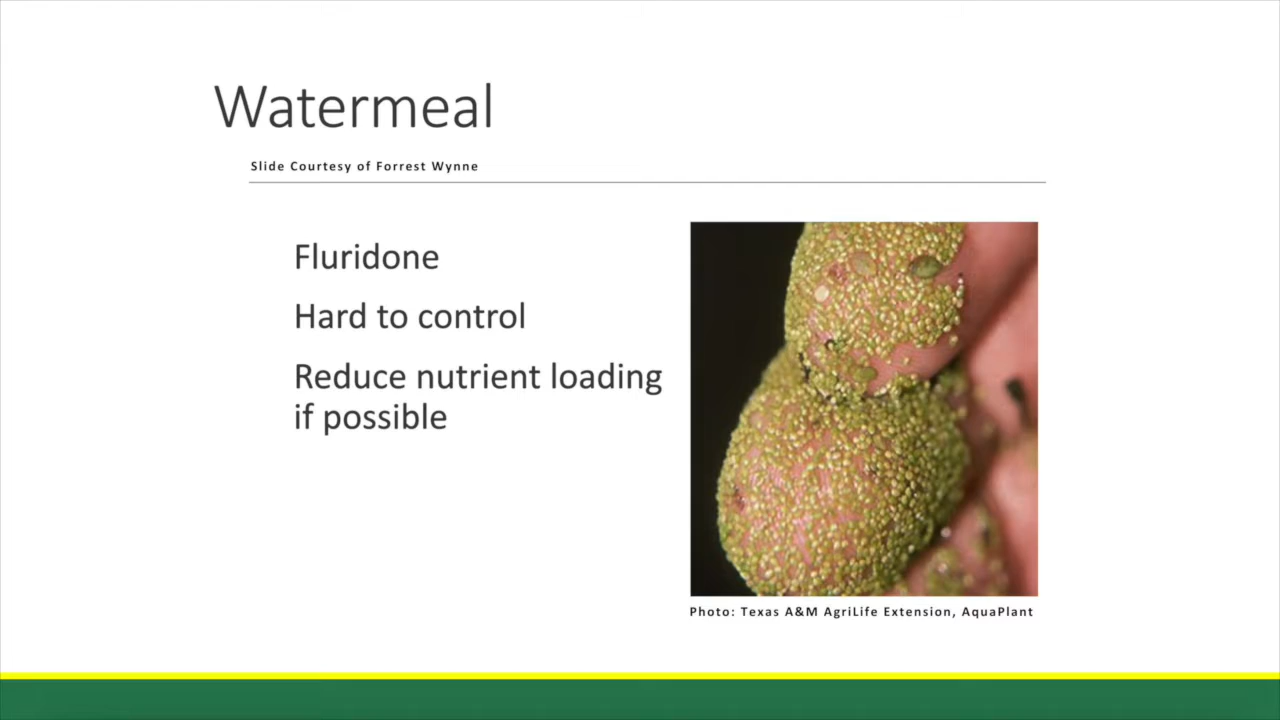 Watermeal
Slide Courtesy of Forrest Wynne
Fluridone
Hard to control
Reduce nutrient loading
if possible
Photo: Texas A&M AgriLife Extension, AquaPlant